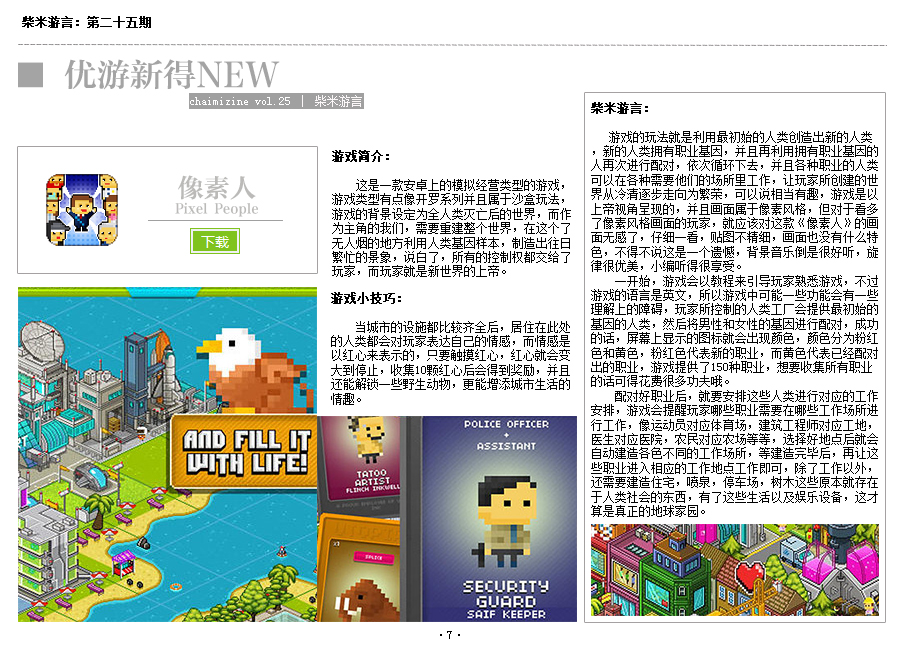 柴米游言：第二十五期
优游新得NEW
chaimizine vol.25 | 柴米游言
像素人
Pixel People
下载
游戏简介：
这是一款安卓上的模拟经营类型的游戏，
游戏类型有点像开罗系列并且属于沙盒玩法，
游戏的背景设定为全人类灭亡后的世界，而作
为主角的我们，需要重建整个世界，在这个了
无人烟的地方利用人类基因样本，制造出往日
繁忙的景象，说白了，所有的控制权都交给了
玩家，而玩家就是新世界的上帝。
游戏小技巧：
当城市的设施都比较齐全后，居住在此处
的人类都会对玩家表达自己的情感，而情感是
以红心来表示的，只要触摸红心，红心就会变
大到停止，收集10颗红心后会得到奖励，并且
还能解锁一些野生动物，更能增添城市生活的
情趣。
AND FILL IT
WITH LIFE!
TATOO
ARTIST
FLINCH INKWELL
SPLICE
POLICE OFFICER
+
ASSISTANT
SECURITY
GUARD
SAIF KEEPER
柴米游言：
游戏的玩法就是利用最初始的人类创造出新的人类
，新的人类拥有职业基因，并且再利用拥有职业基因的
人再次进行配对，依次循环下去，并且各种职业的人类
可以在各种需要他们的场所里工作，让玩家所创建的世
界从冷清逐步走向为繁荣，可以说相当有趣，游戏是以
上帝视角呈现的，并且画面属于像素风格，但对于看多
了像素风格画面的玩家，就应该对这款《像素人》的画
面无感了，仔细一看，贴图不精细，画面也没有什么特
色，不得不说这是一个遗憾，背景音乐倒是很好听，旋
律很优美，小编听得很享受。
一开始，游戏会以教程来引导玩家熟悉游戏，不过
游戏的语言是英文，所以游戏中可能一些功能会有一些
理解上的障碍，玩家所控制的人类工厂会提供最初始的
基因的人类，然后将男性和女性的基因进行配对，成功
的话，屏幕上显示的图标就会出现颜色，颜色分为粉红
色和黄色，粉红色代表新的职业，而黄色代表已经配对
出的职业，游戏提供了150种职业，想要收集所有职业
的话可得花费很多功夫哦。
配对好职业后，就要安排这些人类进行对应的工作
安排，游戏会提醒玩家哪些职业需要在哪些工作场所进
行工作，像运动员对应体育场，建筑工程师对应工地，
医生对应医院，农民对应农场等等，选择好地点后就会
自动建造各色不同的工作场所，等建造完毕后，再让这
些职业进入相应的工作地点工作即可，除了工作以外，
还需要建造住宅，喷泉，停车场，树木这些原本就存在
于人类社会的东西，有了这些生活以及娱乐设备，这才
算是真正的地球家园。
·7·